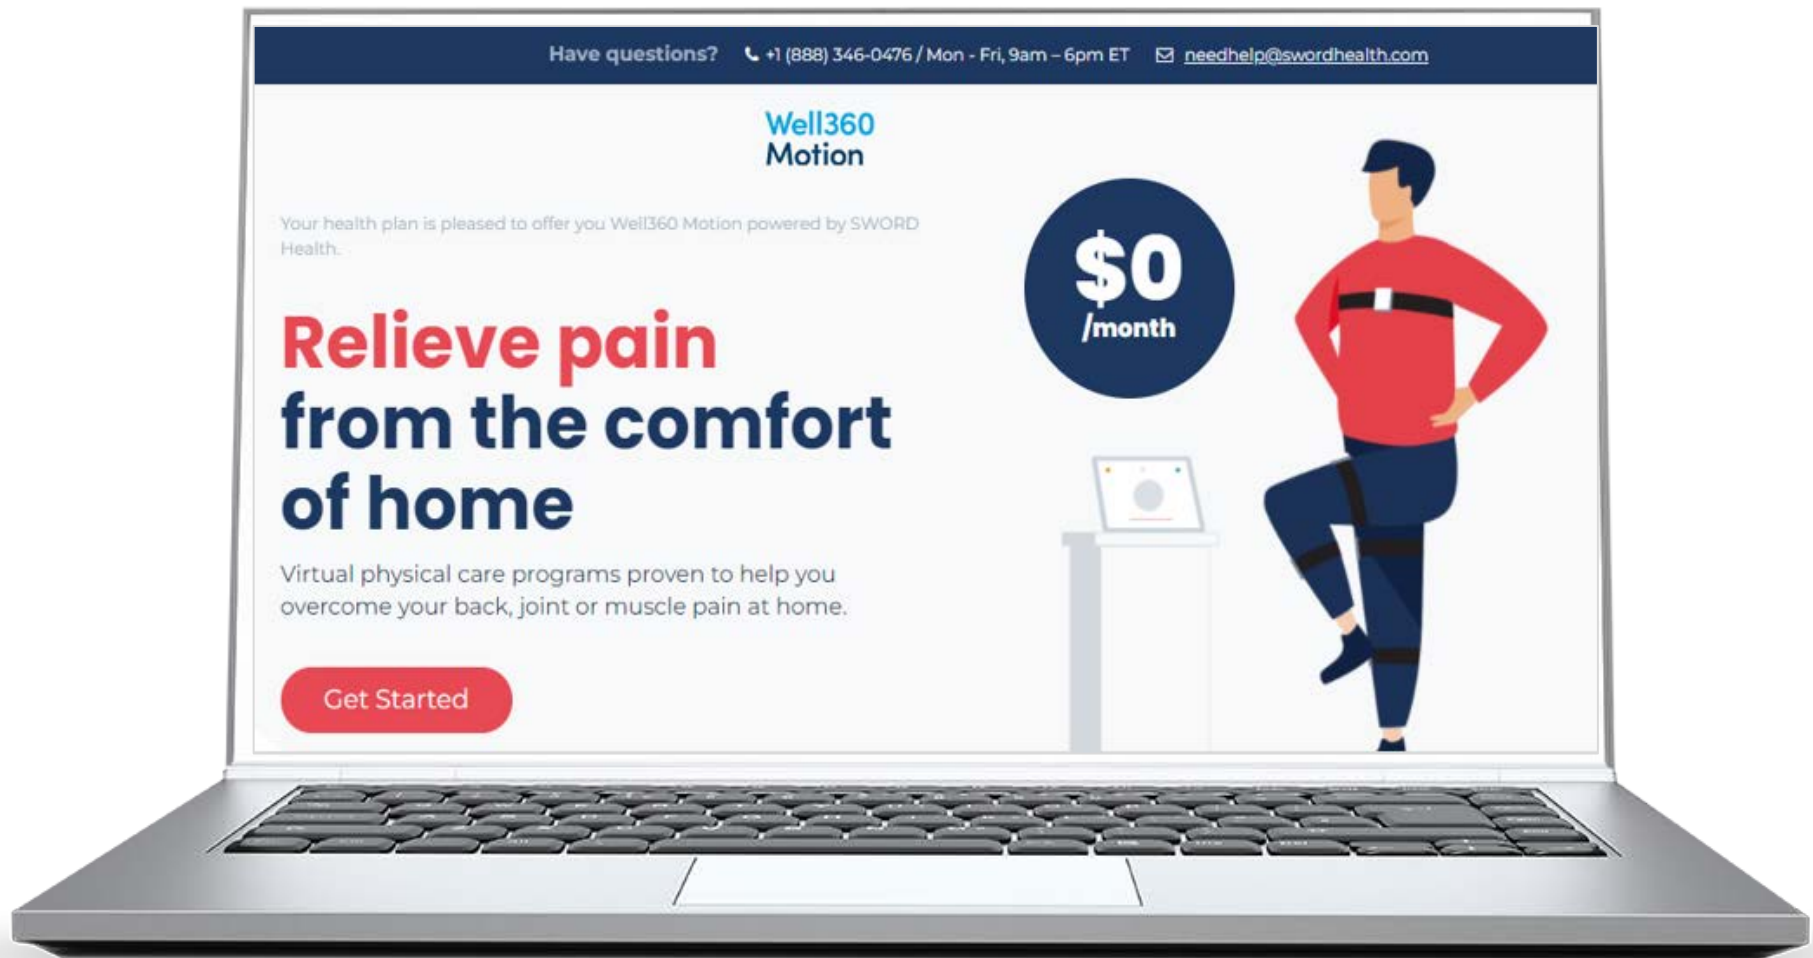 Have questions? +1 (888) 346-0476 / Mon - Fri, 9am – 6pm ET needhelp@swordhealth.com
Well360
Motion
Your health plan is pleased to offer you Well360 Motion powered by SWORD
Health.
$0
/month
Relieve pain
from the comfort
of home
Virtual physical care programs proven to help you
overcome your back, joint or muscle pain at home.
Get Started